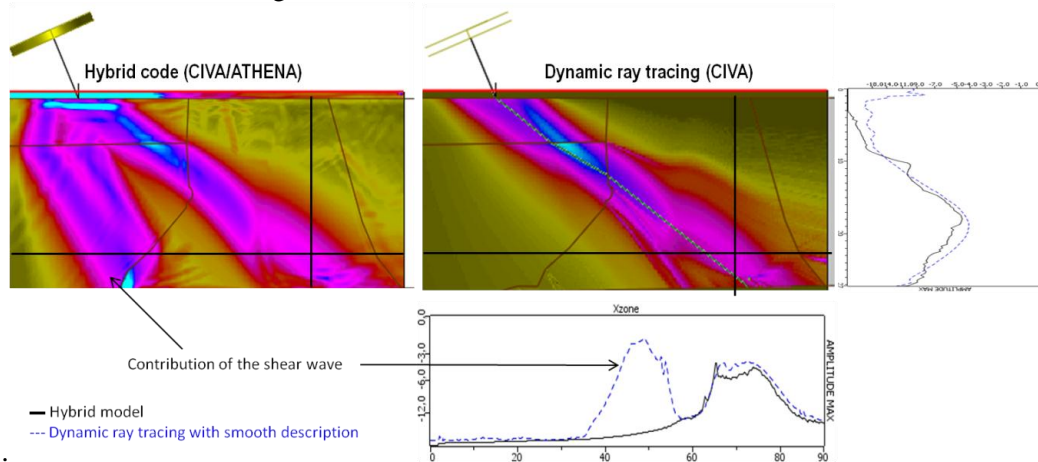 Hybrid code (CIVA/ATHENA)
Dynamic ray tracing (CIVA)
Xzone
0,0
-3,0
-6,0
-12,0
AMPLITUDE MAX
0 20 40 60 80 90
AMPLITUDE MAX
Contribution of the shear wave
Hybrid model
Dynamic ray tracing with smooth description
.